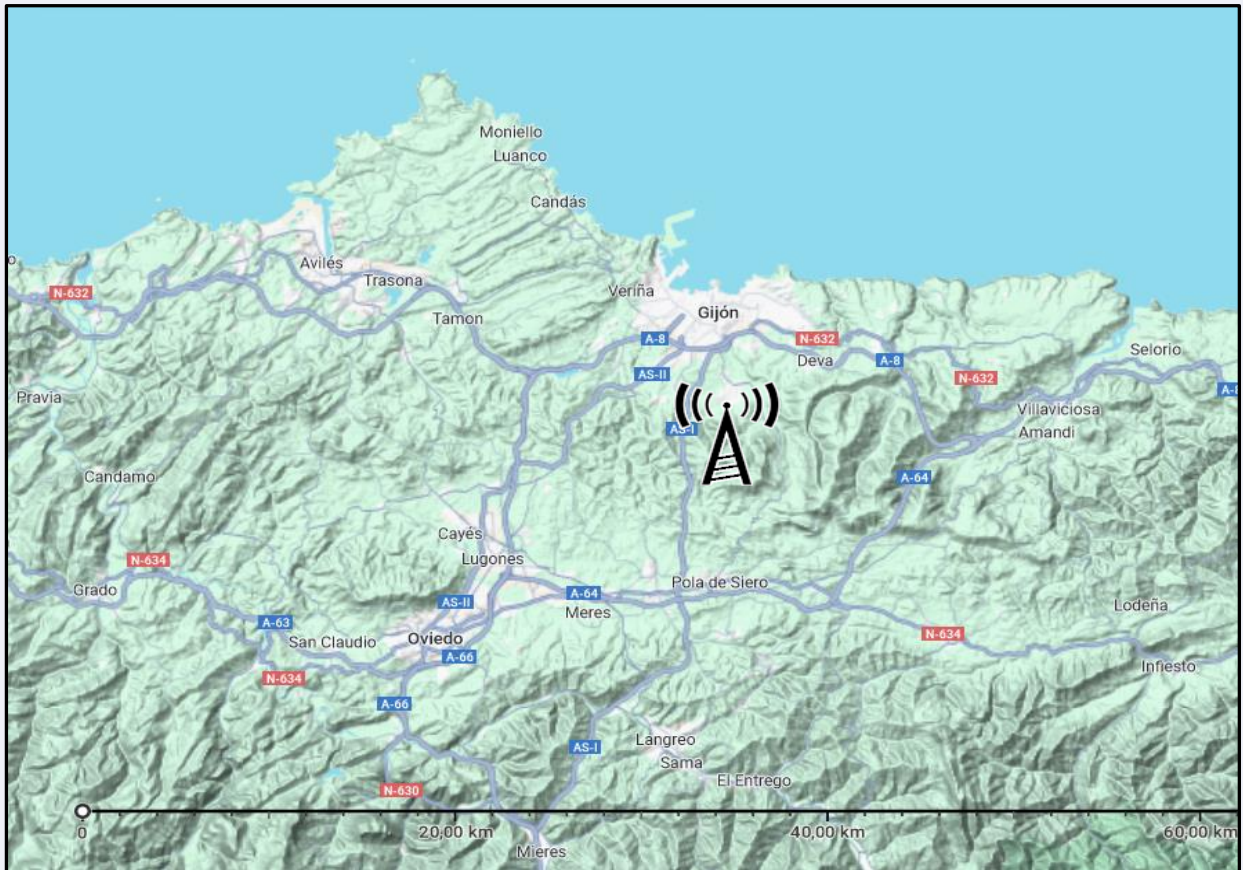 Moniello
Luanco
Candás
o
Avilés
Trasona
N-632
Veriña
Gijón
Tamon
A-8
N-632
Deva
A-8
Selorio
AS-II
N-632
A-8
Pravia
Villaviciosa
AS-I
Amandi
Candamo
A-64
Cayés
Lugones
N-634
Grado
Pola de Siero
A-64
AS-II
Meres
Lodeña
A-63
San Claudio
Oviedo
N-634
A-66
Infiesto
N-634
A-66
Langreo
AS-I
Sama
El Entrego
N-630
0
20,00 km
40,00 km
60,00 km
Mieres